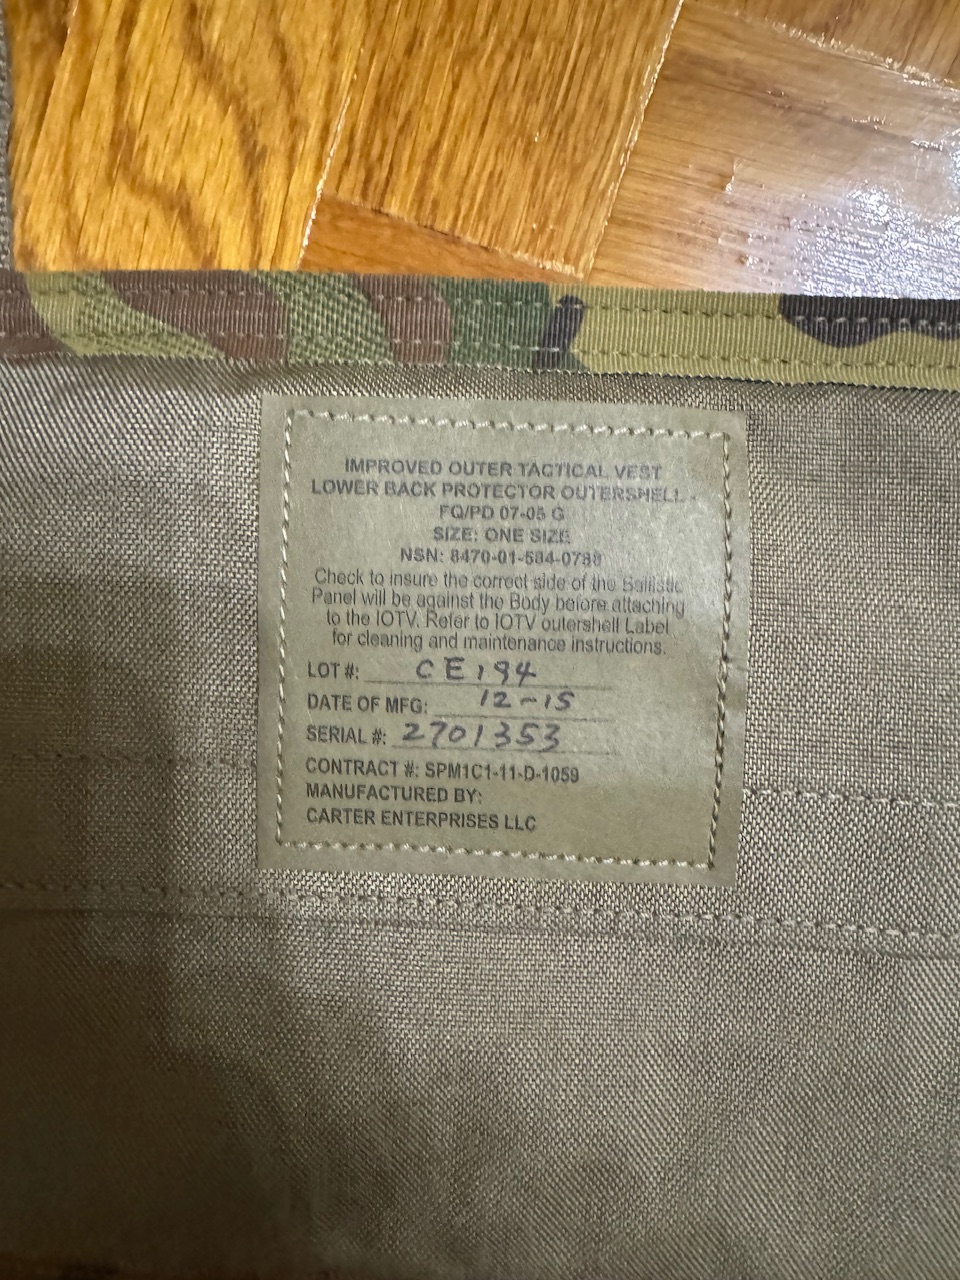 IMPROVED OUTER TACTICAL VEST
LOWER BACK PROTECTOR OUTERSHELL -
FQ/PD 07-05 G
SIZE: ONE SIZE
NSN: 8470-01-584-0788
Check to insure the correct side of the Ballistic
Panel will be against the Body before attaching
to the IOTV. Refer to IOTV outershell Label
for cleaning and maintenance instructions.
LOT #: CE194
DATE OF MFG: 12-15
SERIAL #: 2701353
CONTRACT #: SPM1C1-11-D-1059
MANUFACTURED BY:
CARTER ENTERPRISES LLC